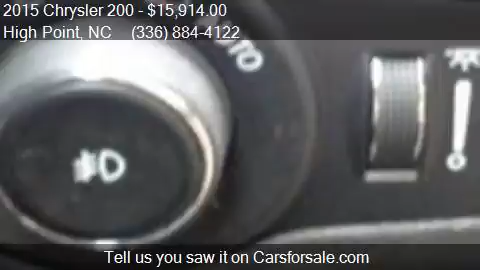 2015 Chrysler 200 - $15,914.00
High Point, NC (336) 884-4122
AUTO
Tell us you saw it on Carsforsale.com